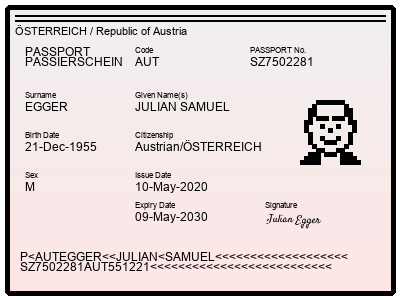 ÖSTERREICH / Republic of Austria
PASSPORT
PASSIERSCHEIN
Code
AUT
PASSPORT No.
SZ7502281
Surname
EGGER
Given Name(s)
JULIAN SAMUEL
Birth Date
21-Dec-1955
Citizenship
Austrian/ÖSTERREICH
Sex
M
Issue Date
10-May-2020
Expiry Date
09-May-2030
Signature
Julian Egger
P<AUTEGGER<<JULIAN<SAMUEL<<<<<<<<<<<<<<<<<<<
SZ7502281AUT551221<<<<<<<<<<<<<<<<<<<<<<<<<<